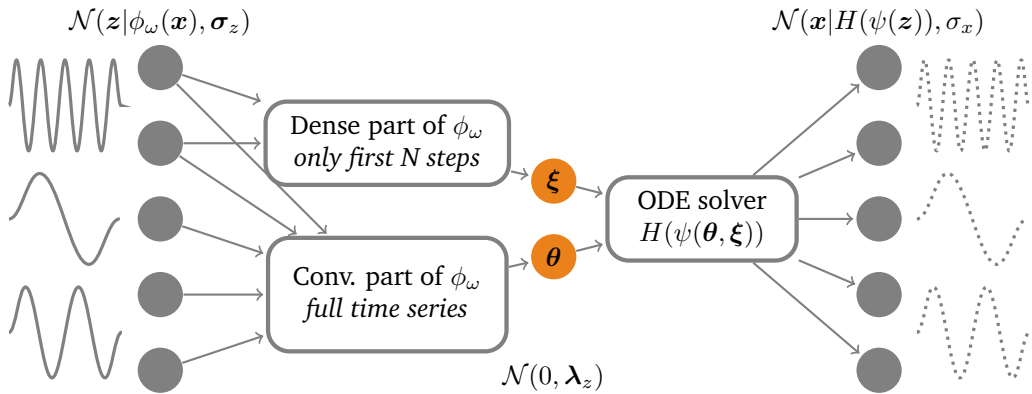 𝒩(𝒛|ϕ_ω(𝒙), 𝝈_z)
𝒩(𝒙|H(ψ(𝒛)), σ_x)
Dense part of ϕ_ω
only first N steps
𝝃
ODE solver
H(ψ(𝜽, 𝝃))
𝜽
Conv. part of ϕ_ω
full time series
𝒩(0, 𝝀_z)